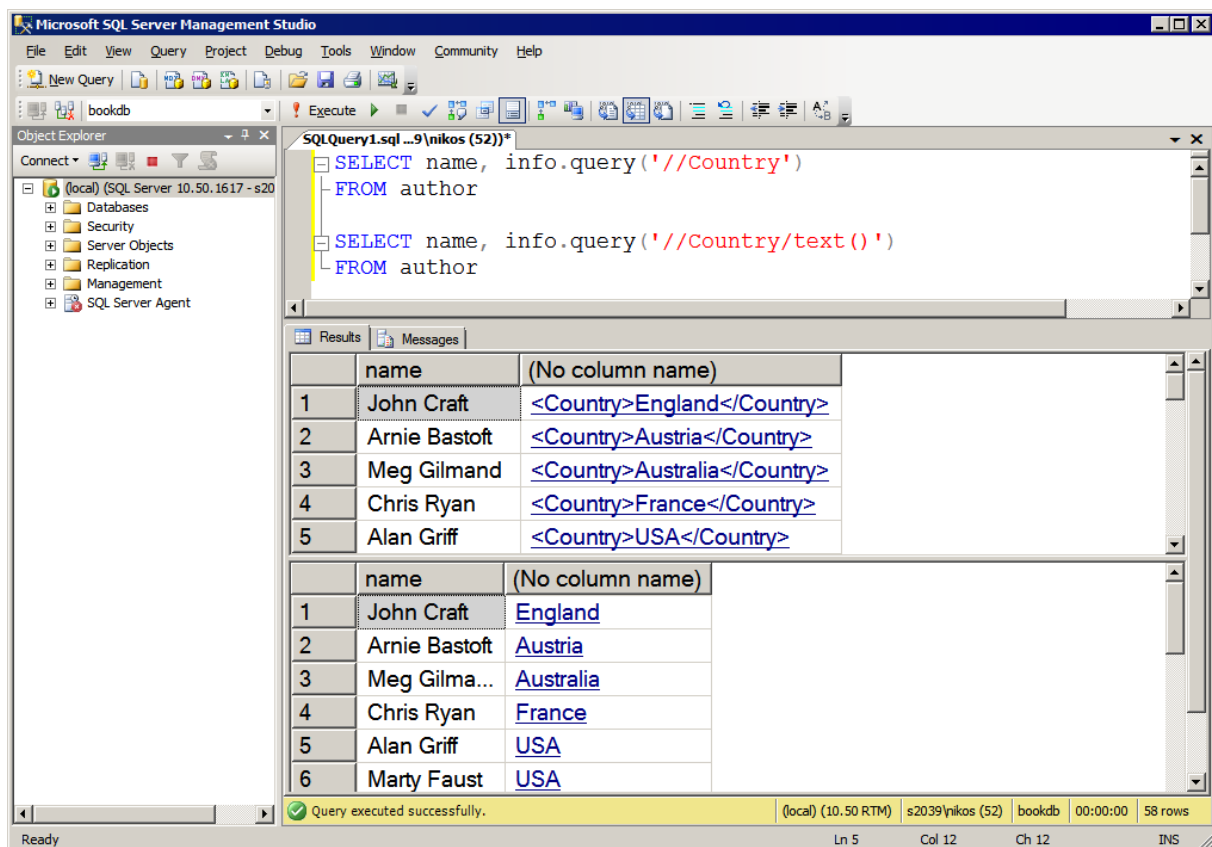 Microsoft SQL Server Management Studio
File Edit View Query Project Debug Tools Window Community Help
New Query
bookdb Execute
Object Explorer
Connect
(local) (SQL Server 10.50.1617 - s20
Databases
Security
Server Objects
Replication
Management
SQL Server Agent
SQLQuery1.sql ...9\nikos (52))*
SELECT name, info.query('//Country')
FROM author
SELECT name, info.query('//Country/text()')
FROM author
Results Messages
name (No column name)
1 John Craft <Country>England</Country>
2 Arnie Bastoft <Country>Austria</Country>
3 Meg Gilmand <Country>Australia</Country>
4 Chris Ryan <Country>France</Country>
5 Alan Griff <Country>USA</Country>
name (No column name)
1 John Craft England
2 Arnie Bastoft Austria
3 Meg Gilma... Australia
4 Chris Ryan France
5 Alan Griff USA
6 Marty Faust USA
Query executed successfully. (local) (10.50 RTM) s2039\nikos (52) bookdb 00:00:00 58 rows
Ready Ln 5 Col 12 Ch 12 INS